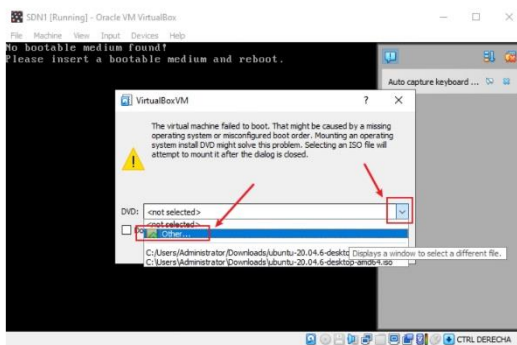 SDN1 [Running] - Oracle VM VirtualBox
File Machine View Input Devices Help
No bootable medium found!
Please insert a bootable medium and reboot.
Auto capture keyboard ...
VirtualBoxVM
The virtual machine failed to boot. That might be caused by a missing
operating system or misconfigured boot order. Mounting an operating
system install DVD might solve this problem. Selecting an ISO file will
attempt to mount it after the dialog is closed.
DVD: <not selected>
<not selected>
Other...
C:/Users/Administrator/Downloads/ubuntu-20.04.6-deskto
Displays a window to select a different file.
C:\Users\Administrator\Downloads\ubuntu-20.04.6-desktop-amd64.iso
CTRL DERECHA